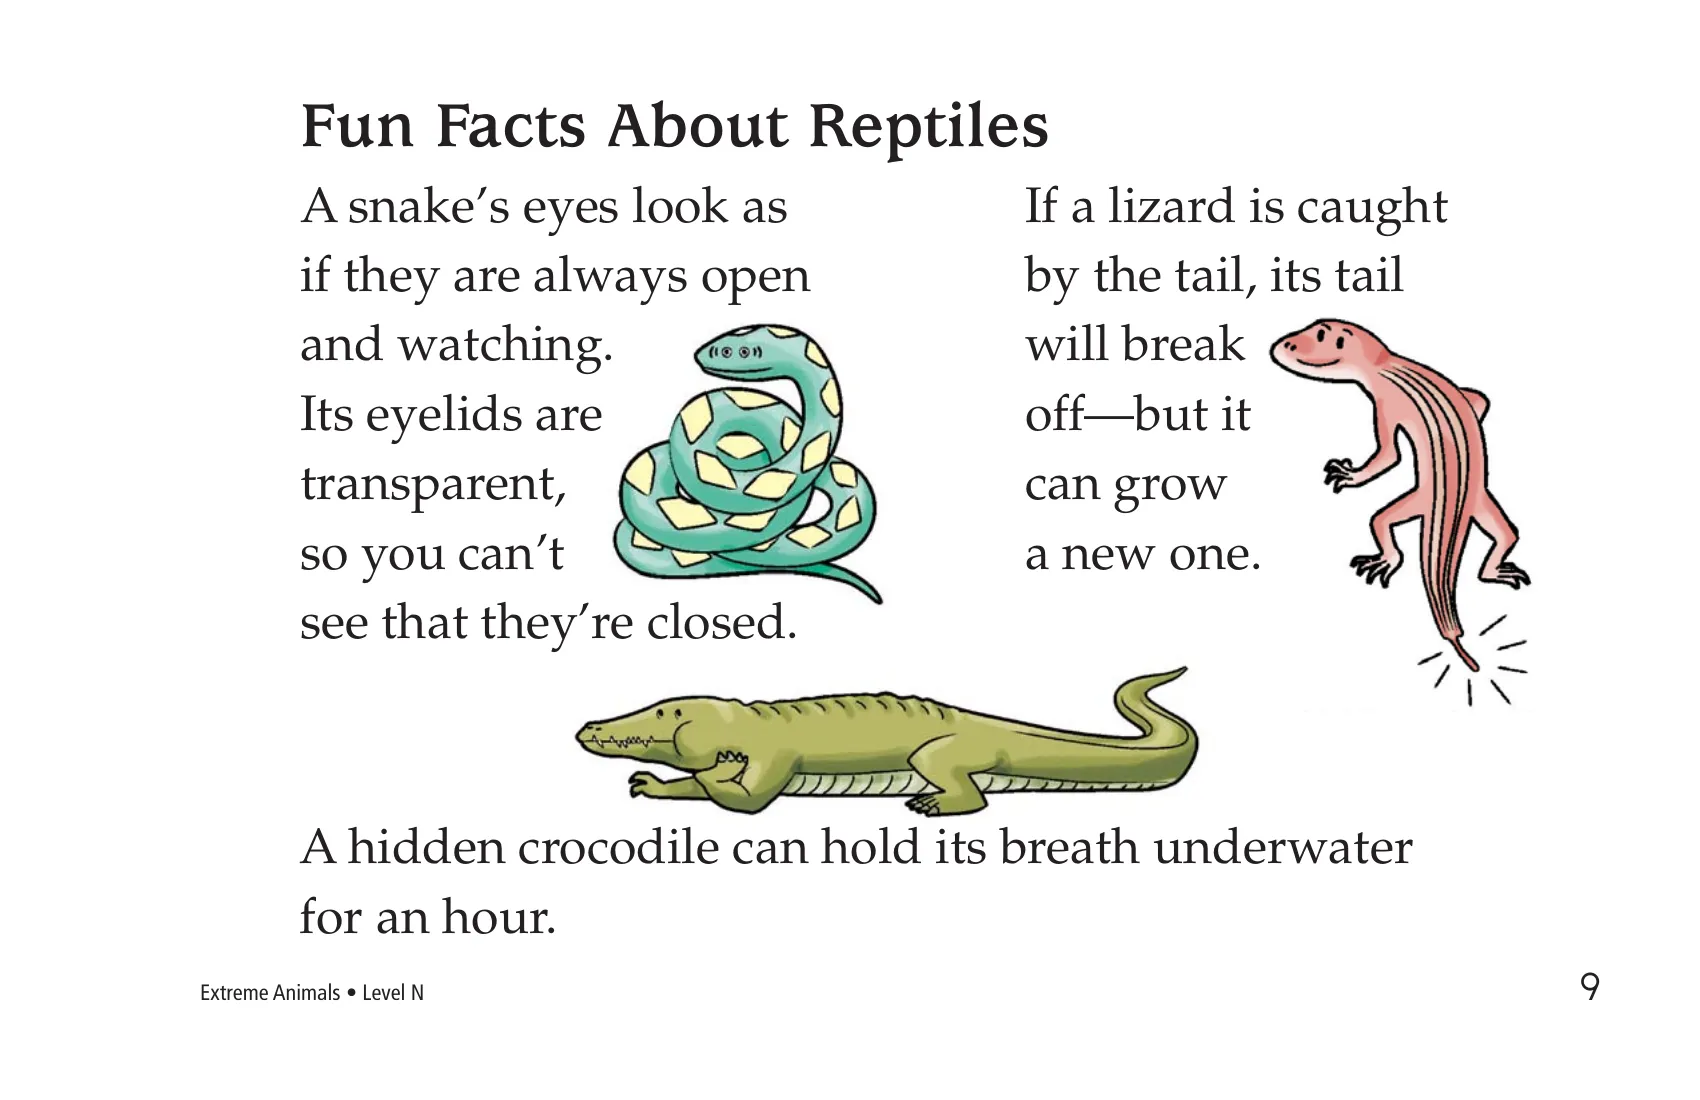 Fun Facts About Reptiles
A snake’s eyes look as
if they are always open
and watching.
Its eyelids are
transparent,
so you can’t
see that they’re closed.
If a lizard is caught
by the tail, its tail
will break
off—but it
can grow
a new one.
A hidden crocodile can hold its breath underwater
for an hour.
Extreme Animals • Level N
9